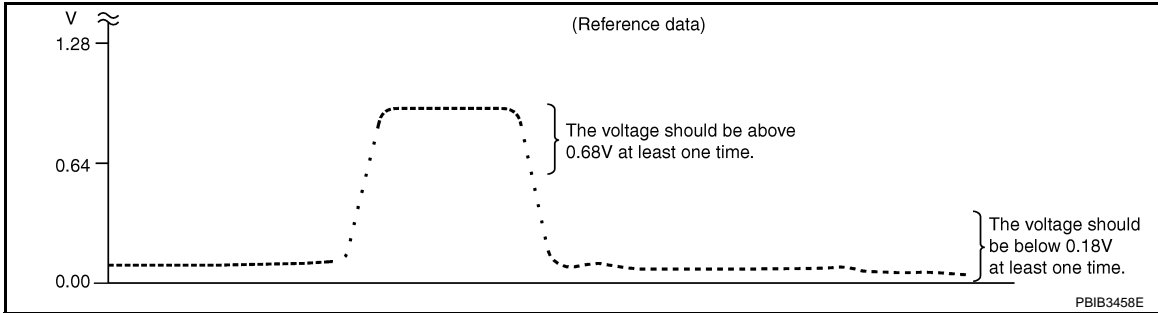 V
(Reference data)
1.28
The voltage should be above
0.68V at least one time.
0.64
The voltage should
be below 0.18V
at least one time.
0.00
PBIB3458E